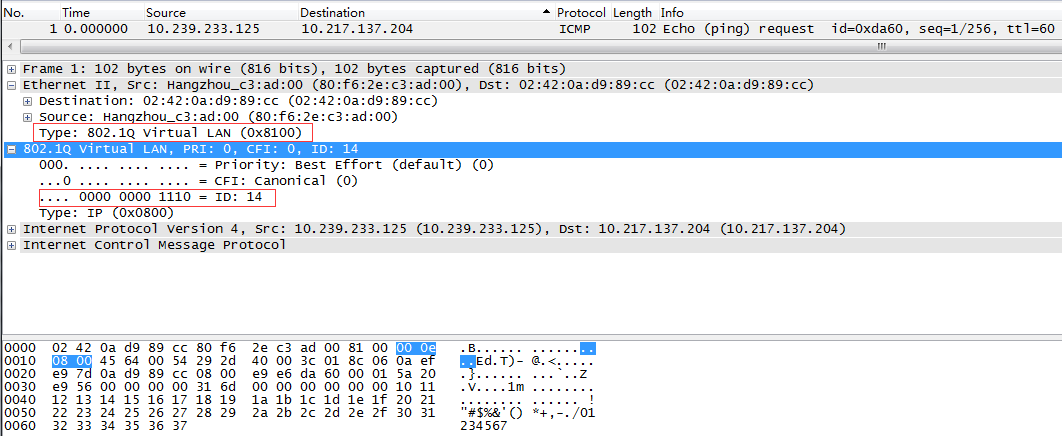 No. Time Source Destination Protocol Length Info
1 0.000000 10.239.233.125 10.217.137.204 ICMP 102 Echo (ping) request id=0xda60, seq=1/256, ttl=60
Frame 1: 102 bytes on wire (816 bits), 102 bytes captured (816 bits)
Ethernet II, Src: Hangzhou_c3:ad:00 (80:f6:2e:c3:ad:00), Dst: 02:42:0a:d9:89:cc (02:42:0a:d9:89:cc)
Destination: 02:42:0a:d9:89:cc (02:42:0a:d9:89:cc)
Source: Hangzhou_c3:ad:00 (80:f6:2e:c3:ad:00)
Type: 802.1Q Virtual LAN (0x8100)
802.1Q Virtual LAN, PRI: 0, CFI: 0, ID: 14
000. .... .... .... = Priority: Best Effort (default) (0)
...0 .... .... .... = CFI: Canonical (0)
.... 0000 0000 1110 = ID: 14
Type: IP (0x0800)
Internet Protocol Version 4, Src: 10.239.233.125 (10.239.233.125), Dst: 10.217.137.204 (10.217.137.204)
Internet Control Message Protocol
0000 02 42 0a d9 89 cc 80 f6 2e c3 ad 00 81 00 00 0e .B...... ........
0010 08 00 45 64 00 54 29 2d 40 00 3c 01 8c 06 0a ef ..Ed.T)- @.<.....
0020 e9 7d 0a d9 89 cc 08 00 e9 e6 da 60 00 01 5a 20 .}...... ...`..Z
0030 e9 56 00 00 00 00 31 6d 00 00 00 00 00 00 10 11 .V....1m ........
0040 12 13 14 15 16 17 18 19 1a 1b 1c 1d 1e 1f 20 21 ........ ...... !
0050 22 23 24 25 26 27 28 29 2a 2b 2c 2d 2e 2f 30 31 "#$%&'() *+,-./01
0060 32 33 34 35 36 37 234567